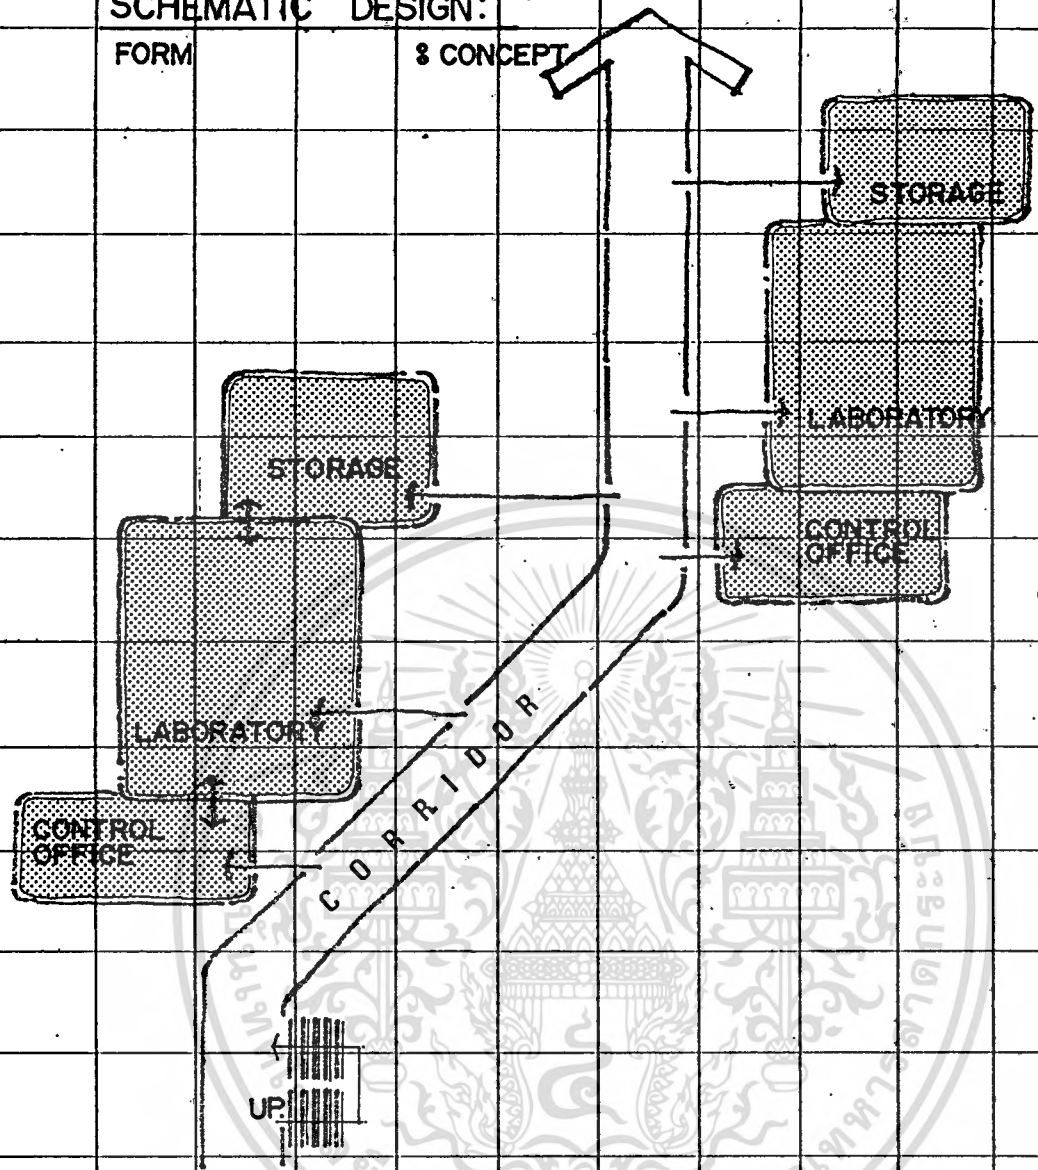 SCHEMATIC DESIGN:
FORM & CONCEPT
STORAGE
LABORATORY
CONTROL
OFFICE
STORAGE
LABORATORY
CONTROL
OFFICE
CORRIDOR
UP.